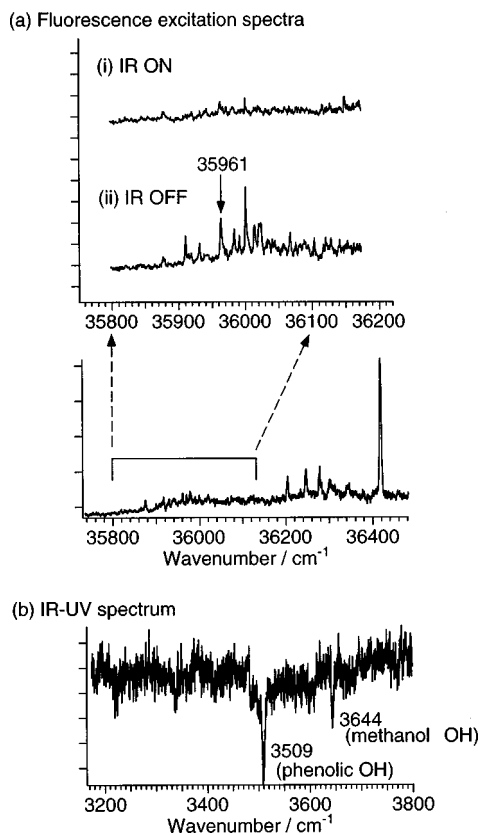 (a) Fluorescence excitation spectra
(i) IR ON
35961
(ii) IR OFF
35800 35900 36000 36100 36200
35800 36000 36200 36400
Wavenumber / cm-1
(b) IR-UV spectrum
3644
(methanol OH)
3509
(phenolic OH)
3200 3400 3600 3800
Wavenumber / cm-1